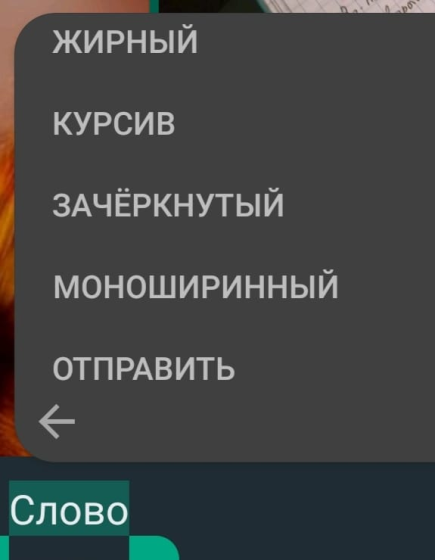 ЖИРНЫЙ
КУРСИВ
ЗАЧЁРКНУТЫЙ
МОНОШИРИННЫЙ
ОТПРАВИТЬ
Слово